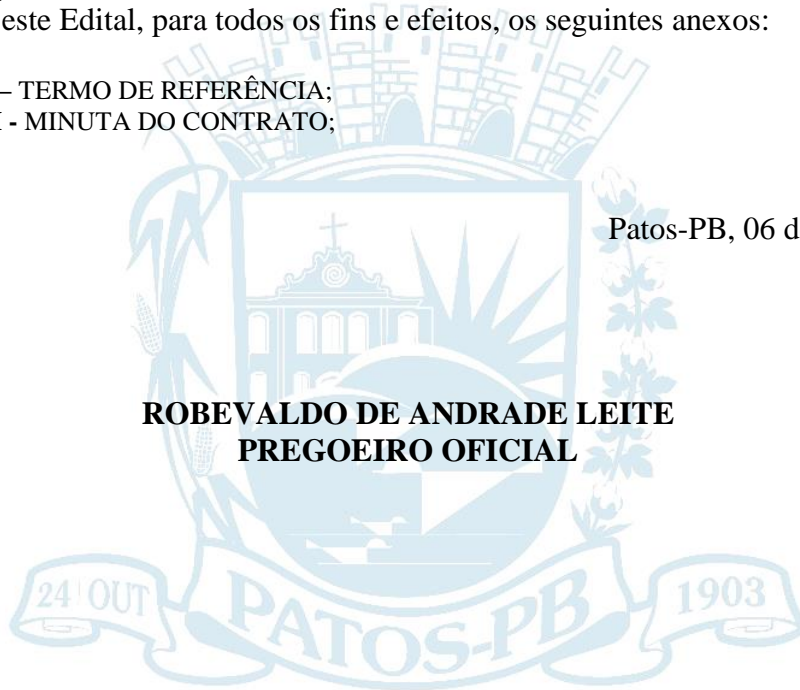 este Edital, para todos os fins e efeitos, os seguintes anexos:
– TERMO DE REFERÊNCIA;
- MINUTA DO CONTRATO;
Patos-PB, 06 d
ROBEVALDO DE ANDRADE LEITE
PREGOEIRO OFICIAL
24 OUT
PATOS-PB
1903